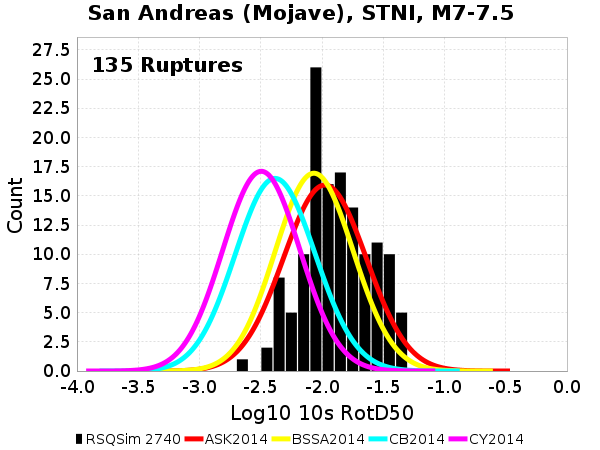 San Andreas (Mojave), STNI, M7-7.5
135 Ruptures
27.5
25.0
22.5
20.0
17.5
15.0
12.5
10.0
7.5
5.0
2.5
0.0
Count
-4.0 -3.5 -3.0 -2.5 -2.0 -1.5 -1.0 -0.5 0.0
Log10 10s RotD50
RSQSim 2740 ASK2014 BSSA2014 CB2014 CY2014